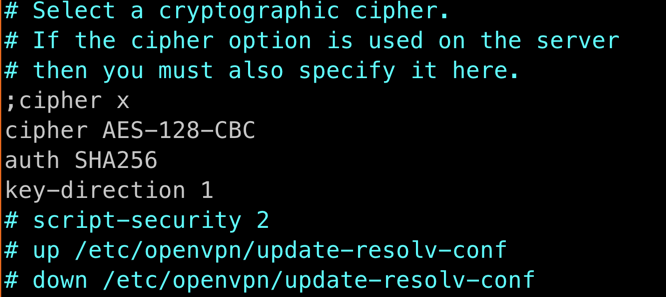 # Select a cryptographic cipher.
# If the cipher option is used on the server
# then you must also specify it here.
;cipher x
cipher AES-128-CBC
auth SHA256
key-direction 1
# script-security 2
# up /etc/openvpn/update-resolv-conf
# down /etc/openvpn/update-resolv-conf